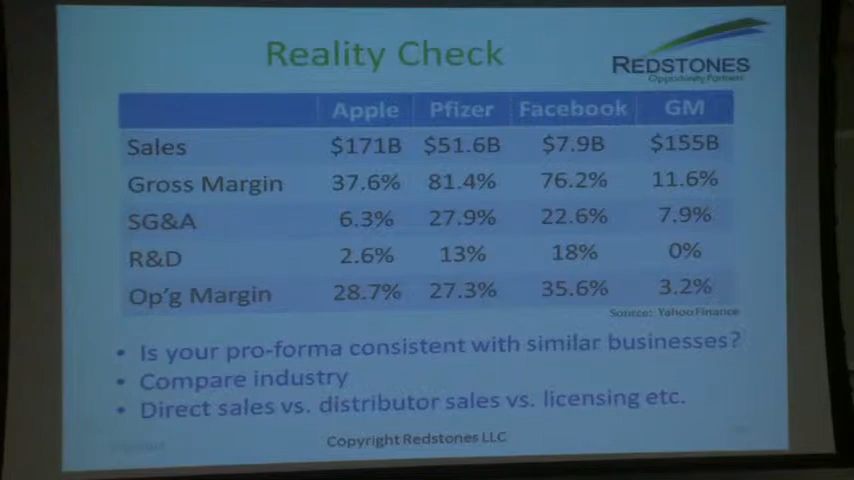 Reality Check
REDSTONES
Opportunity Partners
Apple Pfizer Facebook GM
Sales $171B $51.6B $7.9B $155B
Gross Margin 37.6% 81.4% 76.2% 11.6%
SG&A 6.3% 27.9% 22.6% 7.9%
R&D 2.6% 13% 18% 0%
Op'g Margin 28.7% 27.3% 35.6% 3.2%
Source: Yahoo Finance
• Is your pro-forma consistent with similar businesses?
• Compare industry
• Direct sales vs. distributor sales vs. licensing etc.
Copyright Redstones LLC